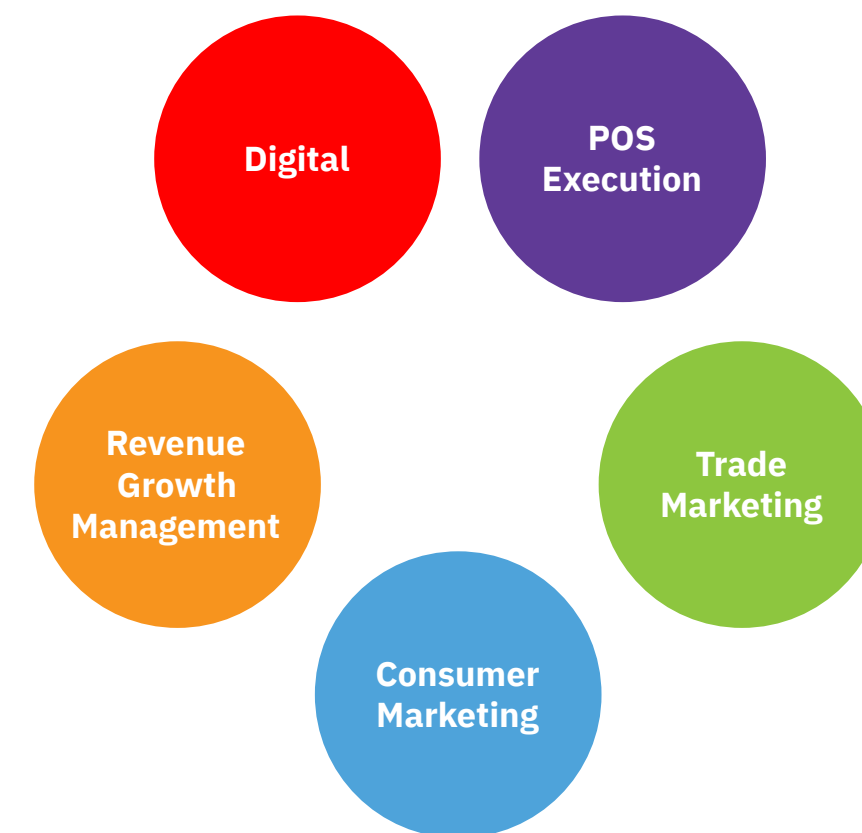 Digital
POS
Execution
Revenue
Growth
Management
Trade
Marketing
Consumer
Marketing